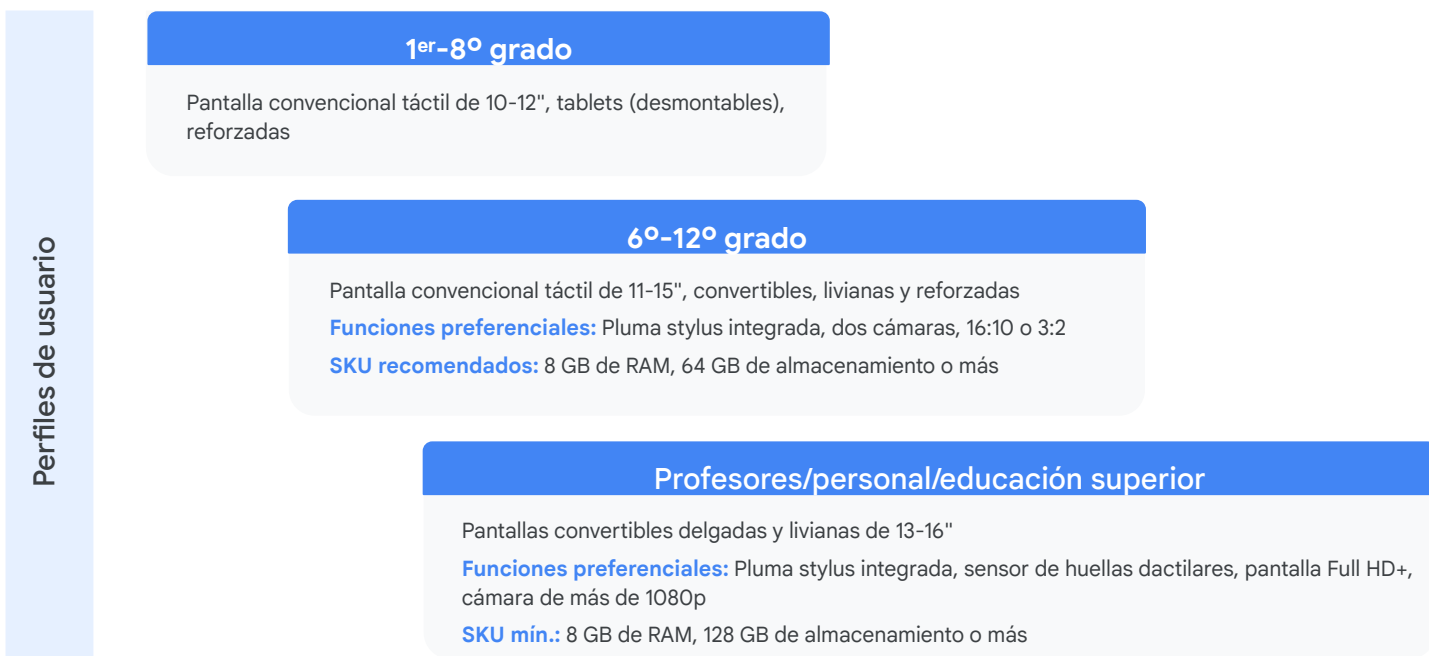 Perfiles de usuario
1er-8º grado
Pantalla convencional táctil de 10-12", tablets (desmontables),
reforzadas
6º-12º grado
Pantalla convencional táctil de 11-15", convertibles, livianas y reforzadas
Funciones preferenciales: Pluma stylus integrada, dos cámaras, 16:10 o 3:2
SKU recomendados: 8 GB de RAM, 64 GB de almacenamiento o más
Profesores/personal/educación superior
Pantallas convertibles delgadas y livianas de 13-16"
Funciones preferenciales: Pluma stylus integrada, sensor de huellas dactilares, pantalla Full HD+,
cámara de más de 1080p
SKU mín.: 8 GB de RAM, 128 GB de almacenamiento o más